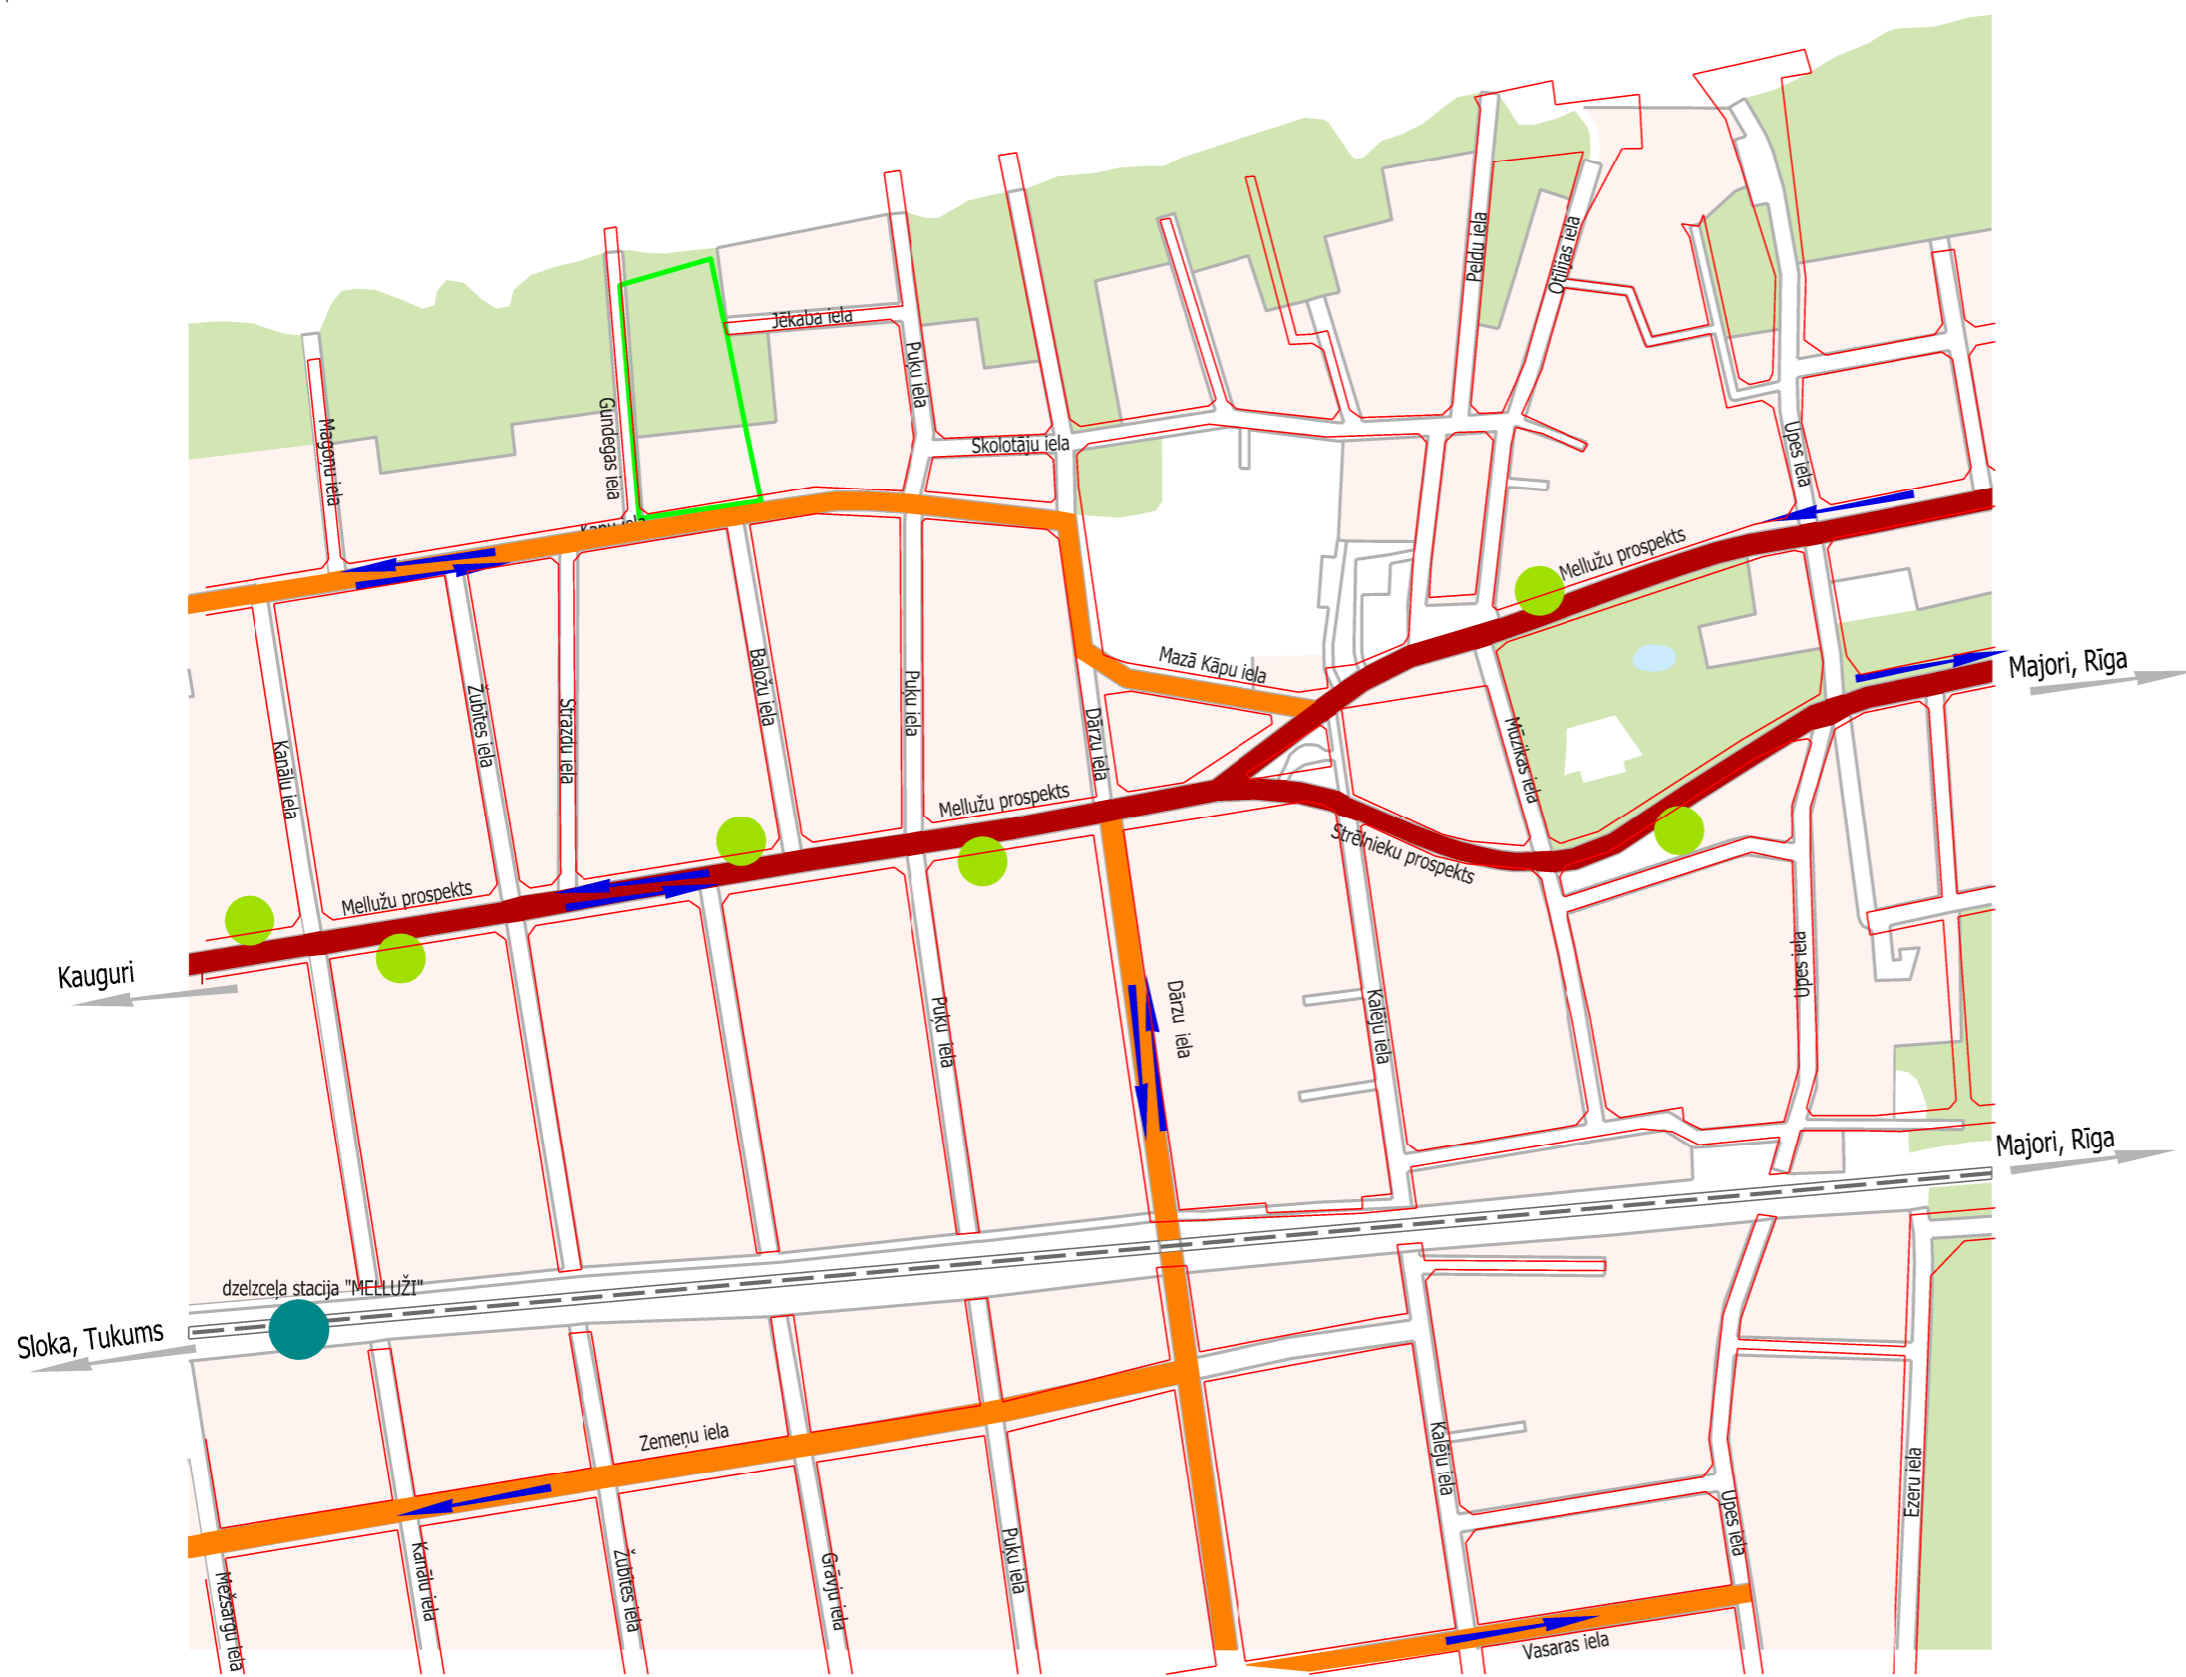 Peldu iela
Otīlijas iela
Jēkaba iela
Puķu iela
Gundegas iela
Magoņu iela
Skolotāju iela
Upes iela
Mellužu prospekts
Mazā Kāpu iela
Majori, Rīga
Kanālu iela
Žubītes iela
Strazdu iela
Baložu iela
Puķu iela
Dārzu iela
Mūzikas iela
Mellužu prospekts
Mellužu prospekts
Strēlnieku prospekts
Kauguri
Puķu iela
Dārzu iela
Kalēju iela
Upes iela
Majori, Rīga
dzelzceļa stacija "MELLUŽI"
Sloka, Tukums
Zemeņu iela
Kalēju iela
Upes iela
Ezeru iela
Mežsargu iela
Kanālu iela
Žubītes iela
Grāvju iela
Puķu iela
Vasaras iela